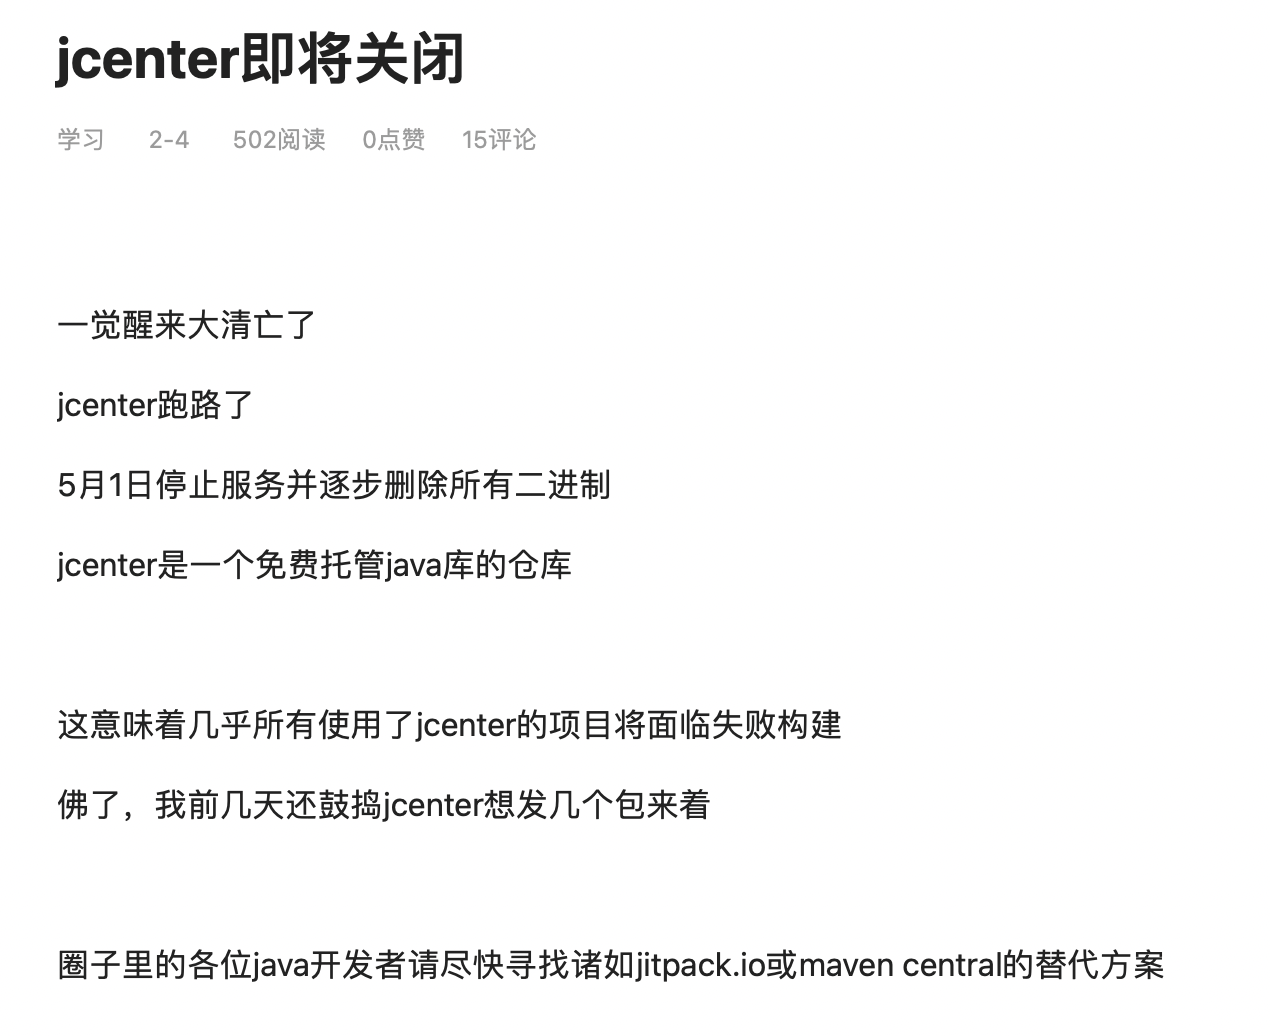 jcenter即将关闭
学习 2-4 502阅读 0点赞 15评论
一觉醒来大清亡了
jcenter跑路了
5月1日停止服务并逐步删除所有二进制
jcenter是一个免费托管java库的仓库
这意味着几乎所有使用了jcenter的项目将面临失败构建
佛了，我前几天还鼓捣jcenter想发几个包来着
圈子里的各位java开发者请尽快寻找诸如jitpack.io或maven central的替代方案